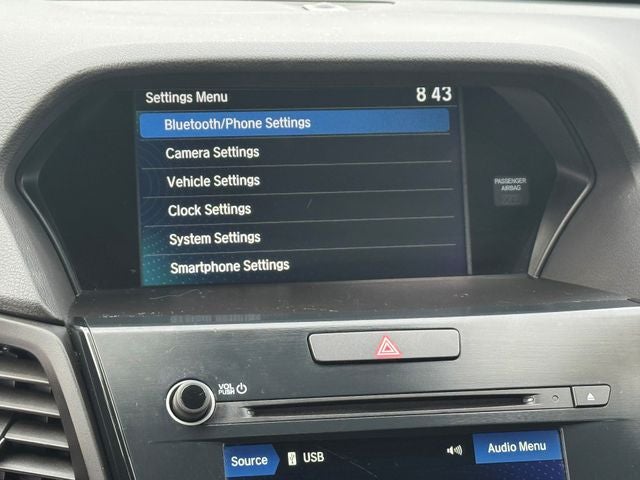 Settings Menu 8 43
Bluetooth/Phone Settings
Camera Settings
Vehicle Settings
Clock Settings
System Settings
Smartphone Settings
PASSENGER
AIRBAG
VOL
PUSH
Source USB Audio Menu